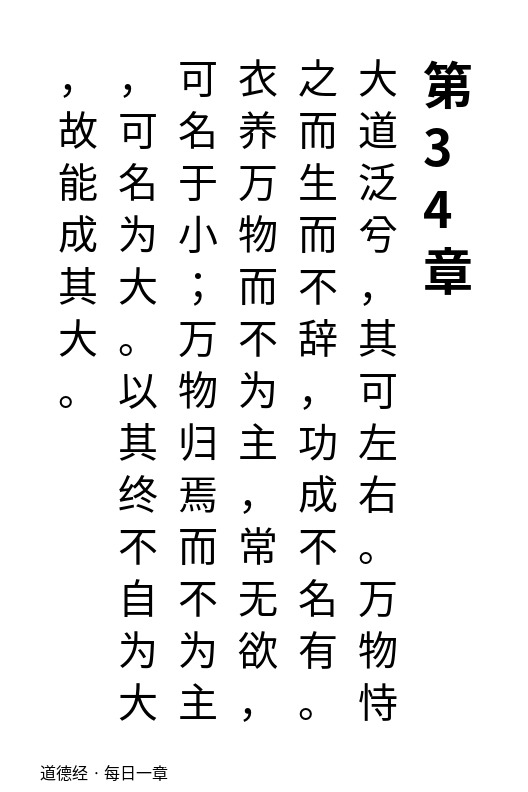 第34章
大道泛兮，其可左右。万物恃
之而生而不辞，功成不名有。
衣养万物而不为主，常无欲，
可名于小；万物归焉而不为主
，可名为大。以其终不自为大
，故能成其大。
道德经 · 每日一章